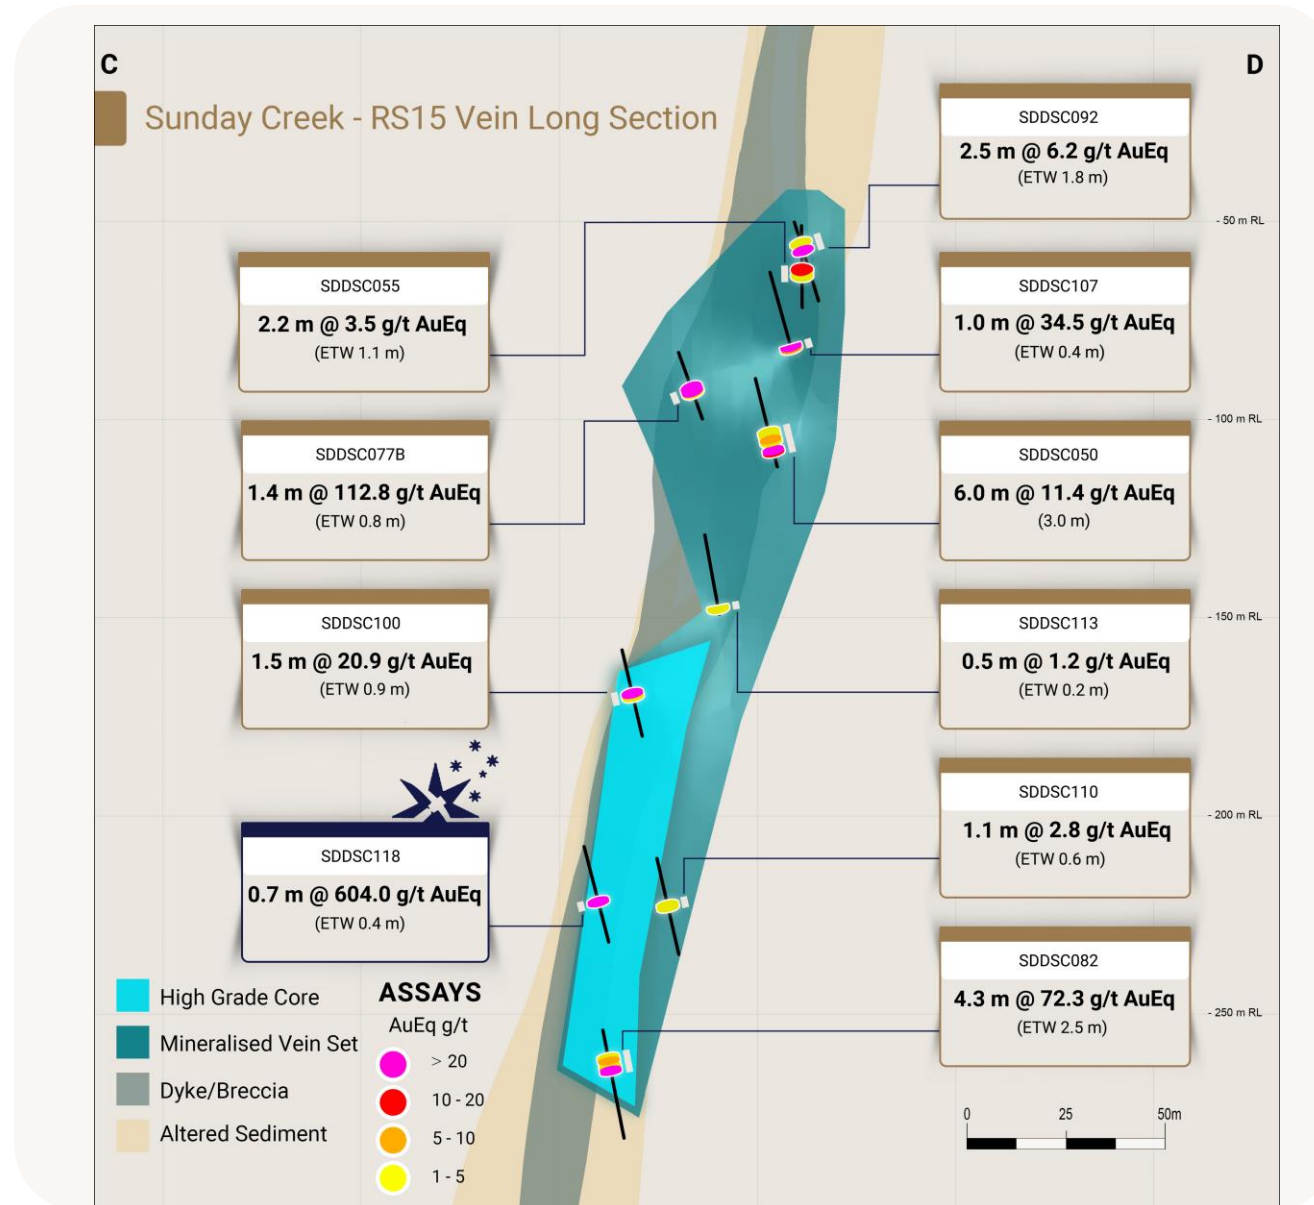 C
D
Sunday Creek - RS15 Vein Long Section
SDDSC092
2.5 m @ 6.2 g/t AuEq
(ETW 1.8 m)
- 50 m RL
SDDSC055
2.2 m @ 3.5 g/t AuEq
(ETW 1.1 m)
SDDSC107
1.0 m @ 34.5 g/t AuEq
(ETW 0.4 m)
- 100 m RL
SDDSC077B
1.4 m @ 112.8 g/t AuEq
(ETW 0.8 m)
SDDSC050
6.0 m @ 11.4 g/t AuEq
(3.0 m)
SDDSC100
1.5 m @ 20.9 g/t AuEq
(ETW 0.9 m)
- 150 m RL
SDDSC113
0.5 m @ 1.2 g/t AuEq
(ETW 0.2 m)
SDDSC110
1.1 m @ 2.8 g/t AuEq
(ETW 0.6 m)
- 200 m RL
SDDSC118
0.7 m @ 604.0 g/t AuEq
(ETW 0.4 m)
SDDSC082
4.3 m @ 72.3 g/t AuEq
(ETW 2.5 m)
- 250 m RL
High Grade Core
Mineralised Vein Set
Dyke/Breccia
Altered Sediment
ASSAYS
AuEq g/t
> 20
10 - 20
5 - 10
1 - 5
0 25 50m